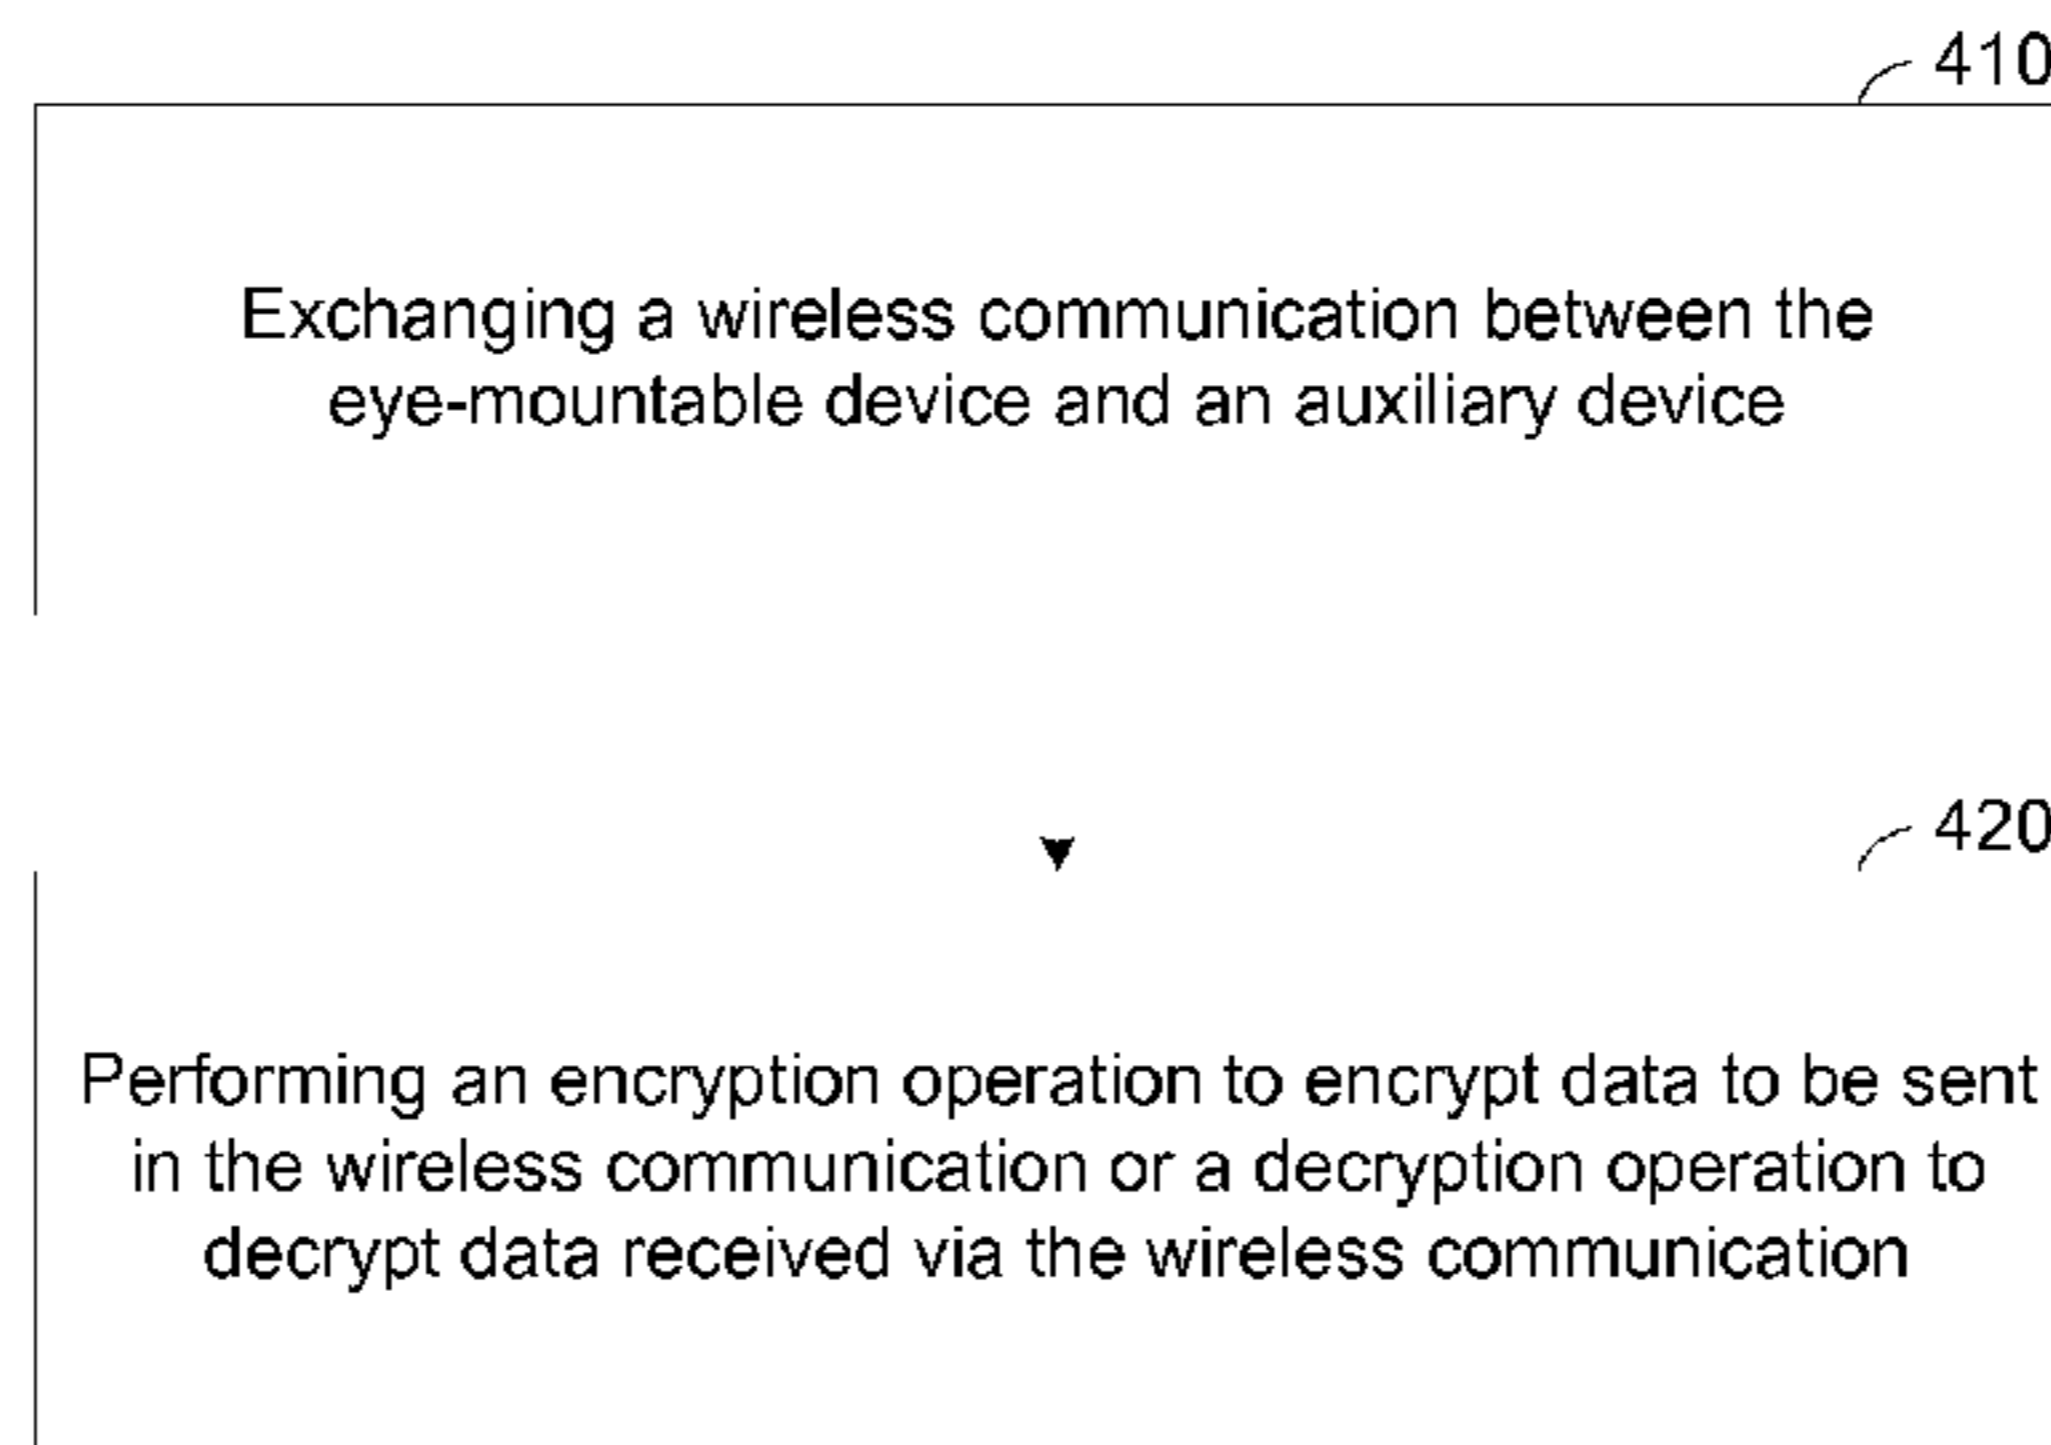 410
Exchanging a wireless communication between the
eye-mountable device and an auxiliary device
420
Performing an encryption operation to encrypt data to be sent
in the wireless communication or a decryption operation to
decrypt data received via the wireless communication